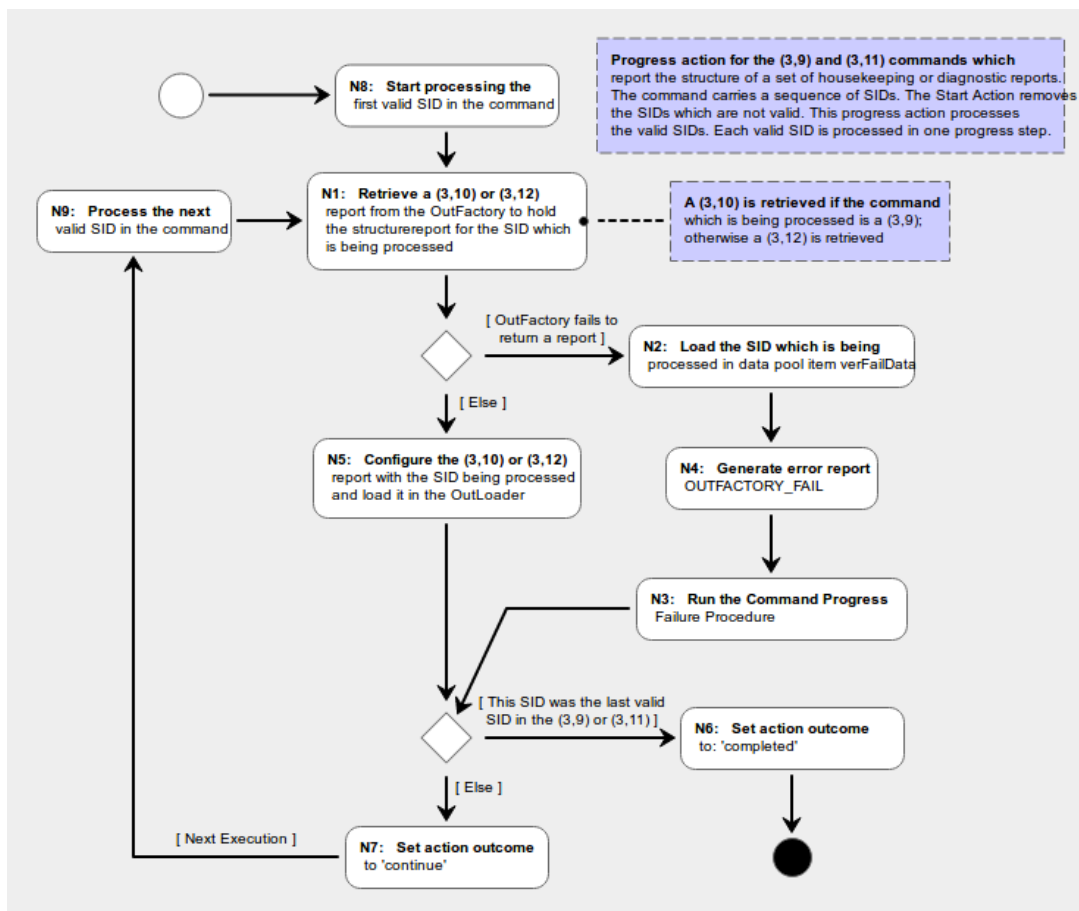 N8: Start processing the
first valid SID in the command
Progress action for the (3,9) and (3,11) commands which
report the structure of a set of housekeeping or diagnostic reports.
The command carries a sequence of SIDs. The Start Action removes
the SIDs which are not valid. This progress action processes
the valid SIDs. Each valid SID is processed in one progress step.
N9: Process the next
valid SID in the command
N1: Retrieve a (3,10) or (3,12)
report from the OutFactory to hold
the structurereport for the SID which
is being processed
A (3,10) is retrieved if the command
which is being processed is a (3,9);
otherwise a (3,12) is retrieved
[ OutFactory fails to
return a report ]
N2: Load the SID which is being
processed in data pool item verFailData
[ Else ]
N5: Configure the (3,10) or (3,12)
report with the SID being processed
and load it in the OutLoader
N4: Generate error report
OUTFACTORY_FAIL
N3: Run the Command Progress
Failure Procedure
[ This SID was the last valid
SID in the (3,9) or (3,11) ]
N6: Set action outcome
to: 'completed'
[ Else ]
[ Next Execution ]
N7: Set action outcome
to 'continue'